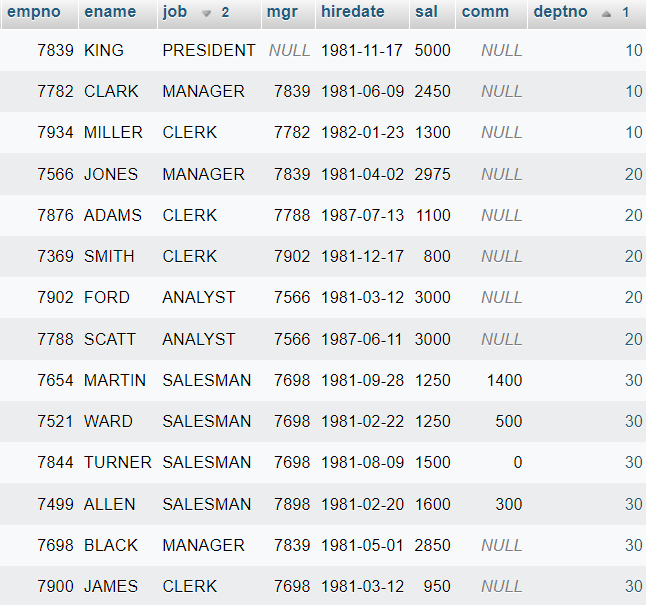 empno ename job 2 mgr hiredate sal comm deptno 1
7839 KING PRESIDENT NULL 1981-11-17 5000 NULL 10
7782 CLARK MANAGER 7839 1981-06-09 2450 NULL 10
7934 MILLER CLERK 7782 1982-01-23 1300 NULL 10
7566 JONES MANAGER 7839 1981-04-02 2975 NULL 20
7876 ADAMS CLERK 7788 1987-07-13 1100 NULL 20
7369 SMITH CLERK 7902 1981-12-17 800 NULL 20
7902 FORD ANALYST 7566 1981-03-12 3000 NULL 20
7788 SCATT ANALYST 7566 1987-06-11 3000 NULL 20
7654 MARTIN SALESMAN 7698 1981-09-28 1250 1400 30
7521 WARD SALESMAN 7698 1981-02-22 1250 500 30
7844 TURNER SALESMAN 7698 1981-08-09 1500 0 30
7499 ALLEN SALESMAN 7898 1981-02-20 1600 300 30
7698 BLACK MANAGER 7839 1981-05-01 2850 NULL 30
7900 JAMES CLERK 7698 1981-03-12 950 NULL 30